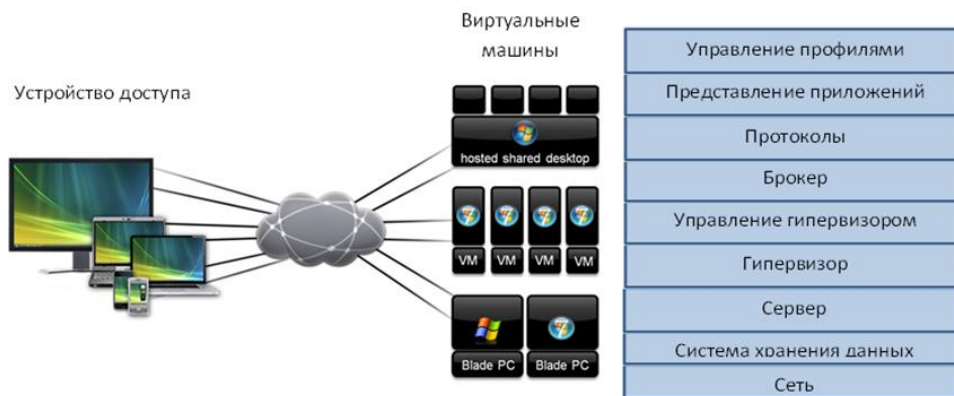 Устройство доступа
Виртуальные
машины
hosted shared desktop
VM VM VM VM
Blade PC Blade PC
Управление профилями
Представление приложений
Протоколы
Брокер
Управление гипервизором
Гипервизор
Сервер
Система хранения данных
Сеть